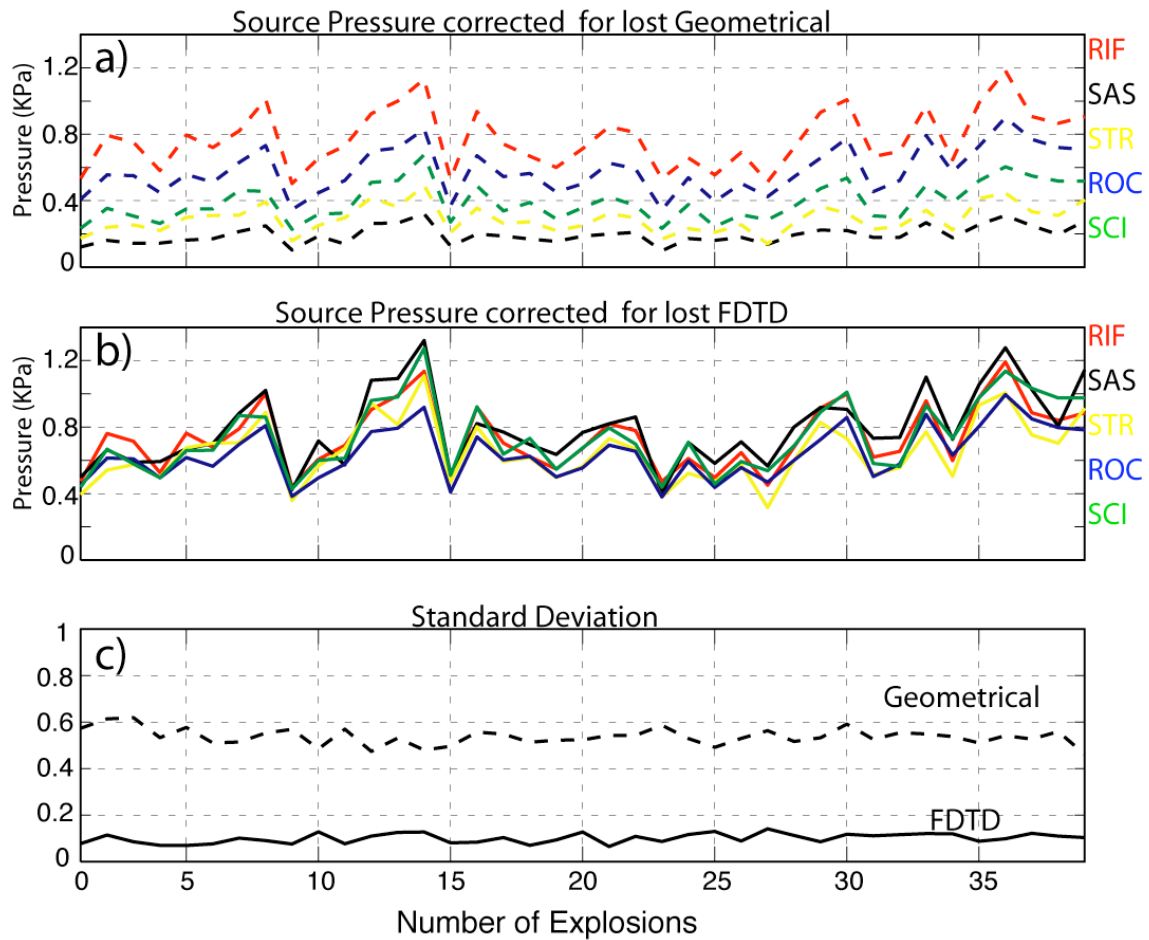 Source Pressure corrected  for lost Geometrical
a)
Pressure (KPa)
1.2
0.8
0.4
0
RIF
SAS
STR
ROC
SCI
Source Pressure corrected  for lost FDTD
b)
Pressure (KPa)
1.2
0.8
0.4
0
RIF
SAS
STR
ROC
SCI
Standard Deviation
c)
1
0.8
0.6
0.4
0.2
0
Geometrical
FDTD
0 5 10 15 20 25 30 35
Number of Explosions